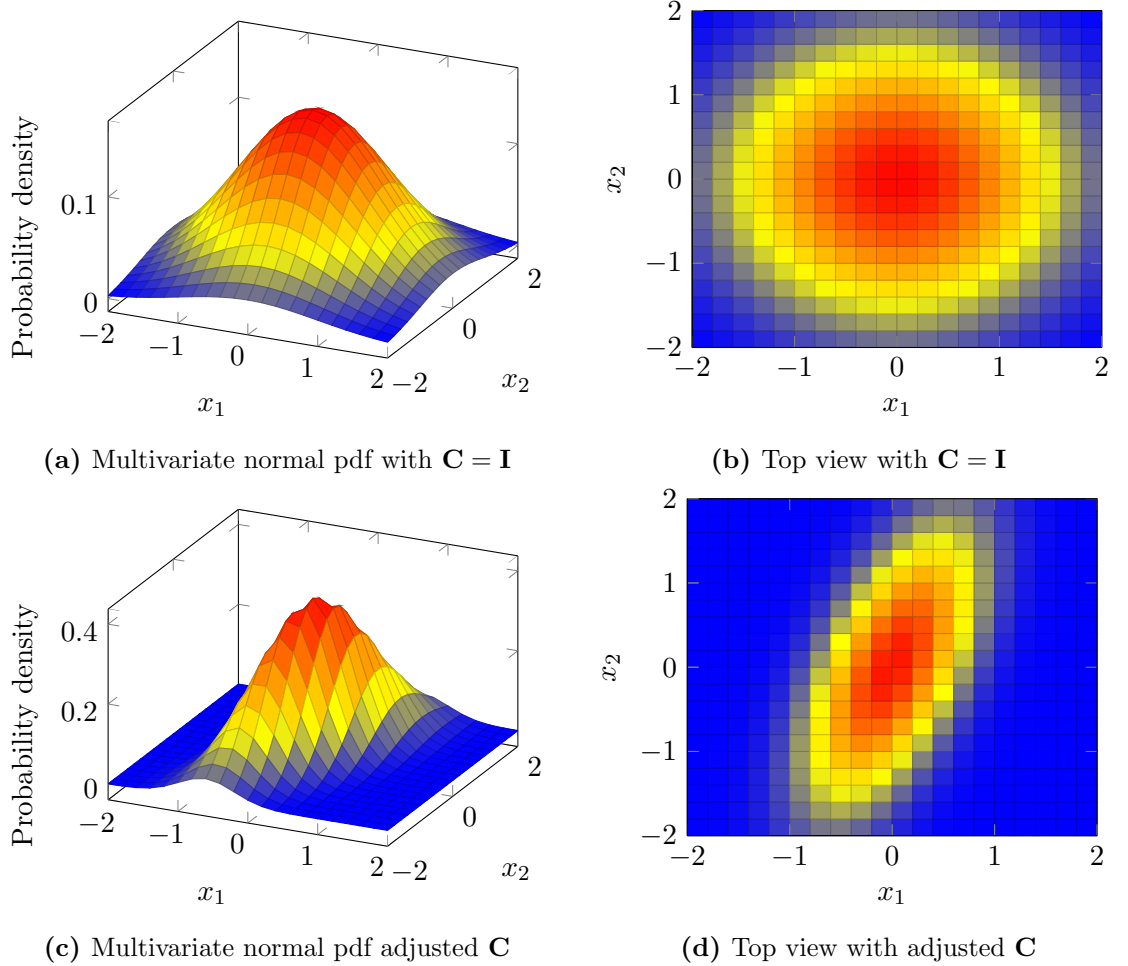 Probability density
0.1
0
−2
−1
0
1
2
x1
−2
0
2
x2
(a) Multivariate normal pdf with C = I
2
1
0
−1
−2
x2
−2
−1
0
1
2
x1
(b) Top view with C = I
Probability density
0.4
0.2
0
−2
−1
0
1
2
x1
−2
0
2
x2
(c) Multivariate normal pdf adjusted C
2
1
0
−1
−2
x2
−2
−1
0
1
2
x1
(d) Top view with adjusted C